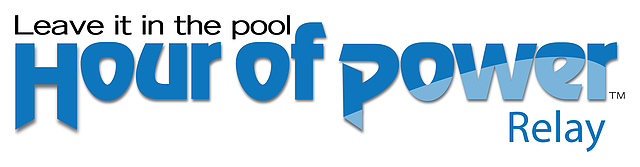 Leave it in the pool
Hour of Power™
Relay